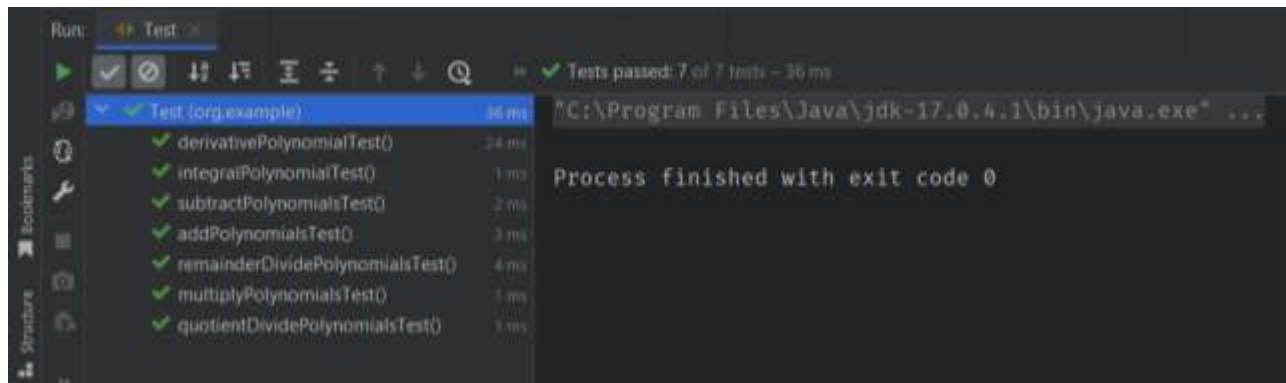 Run:
Test
Tests passed: 7 of 7 tests – 36 ms
Test (org.example) 36 ms
derivativePolynomialTest() 24 ms
integralPolynomialTest() 1 ms
subtractPolynomialsTest() 2 ms
addPolynomialsTest() 3 ms
remainderDividePolynomialsTest() 4 ms
multiplyPolynomialsTest() 1 ms
quotientDividePolynomialsTest() 1 ms
"C:\Program Files\Java\jdk-17.0.4.1\bin\java.exe" ...
Process finished with exit code 0
Bookmarks
Structure